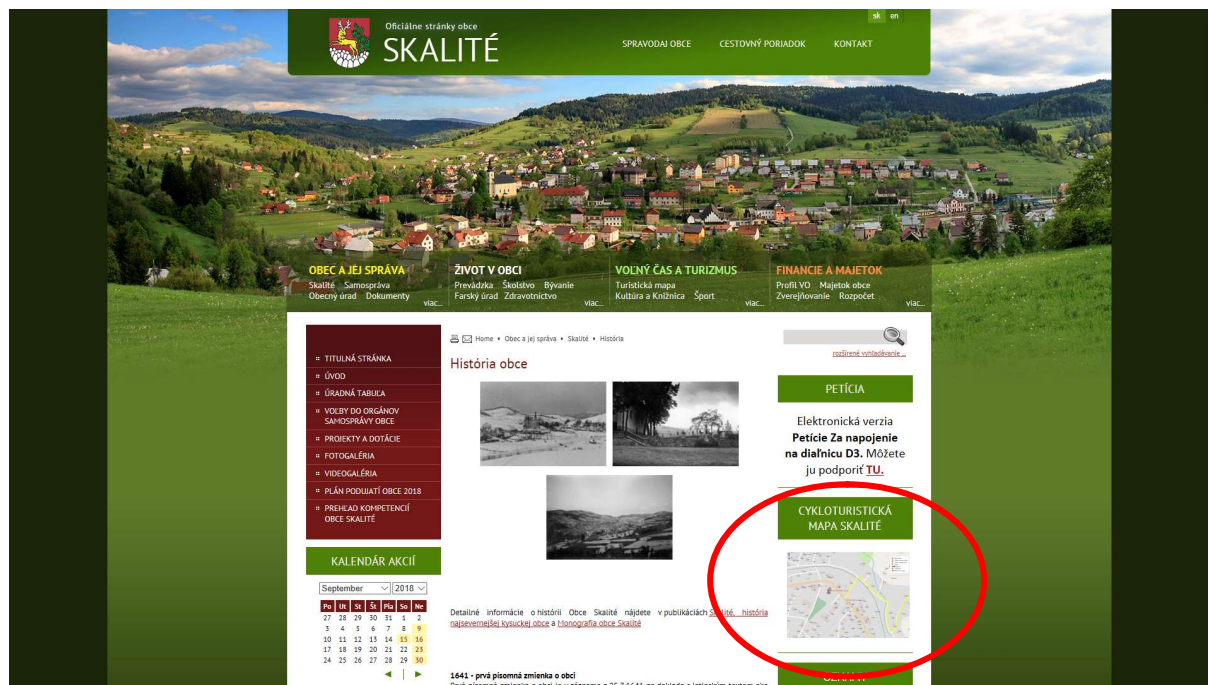 sk en
Oficiálne stránky obce
SKALITÉ
SPRAVODAJ OBCE CESTOVNÝ PORIADOK KONTAKT
OBEC A JEJ SPRÁVA
Skalité Samospráva
Obecný úrad Dokumenty
viac...
ŽIVOT V OBCI
Prevádzka Školstvo Bývanie
Farský úrad Zdravotníctvo
viac...
VOĽNÝ ČAS A TURIZMUS
Turistická mapa
Kultúra a Knižnica Šport
viac...
FINANCIE A MAJETOK
Profil VO Majetok obce
Zverejňovanie Rozpočet
viac...
TITULNÁ STRÁNKA
ÚVOD
ÚRADNÁ TABUĽA
VOĽBY DO ORGÁNOV
SAMOSPRÁVY OBCE
PROJEKTY A DOTÁCIE
FOTOGALÉRIA
VIDEOGALÉRIA
PLÁN PODUJATÍ OBCE 2018
PREHĽAD KOMPETENCIÍ
OBCE SKALITÉ
KALENDÁR AKCIÍ
September 2018
Po Ut St Št Pia So Ne
27 28 29 30 31 1 2
3 4 5 6 7 8 9
10 11 12 13 14 15 16
17 18 19 20 21 22 23
24 25 26 27 28 29 30
Home • Obec a jej správa • Skalité • História
História obce
Detailné informácie o histórii Obce Skalité nájdete v publikáciách Skalité, história
najsevernejšej kysuckej obce a Monografia obce Skalité
1641 - prvá písomná zmienka o obci
rozšírené vyhľadávanie ...
PETÍCIA
Elektronická verzia
Petície Za napojenie
na diaľnicu D3. Môžete
ju podporiť TU.
CYKLOTURISTICKÁ
MAPA SKALITÉ